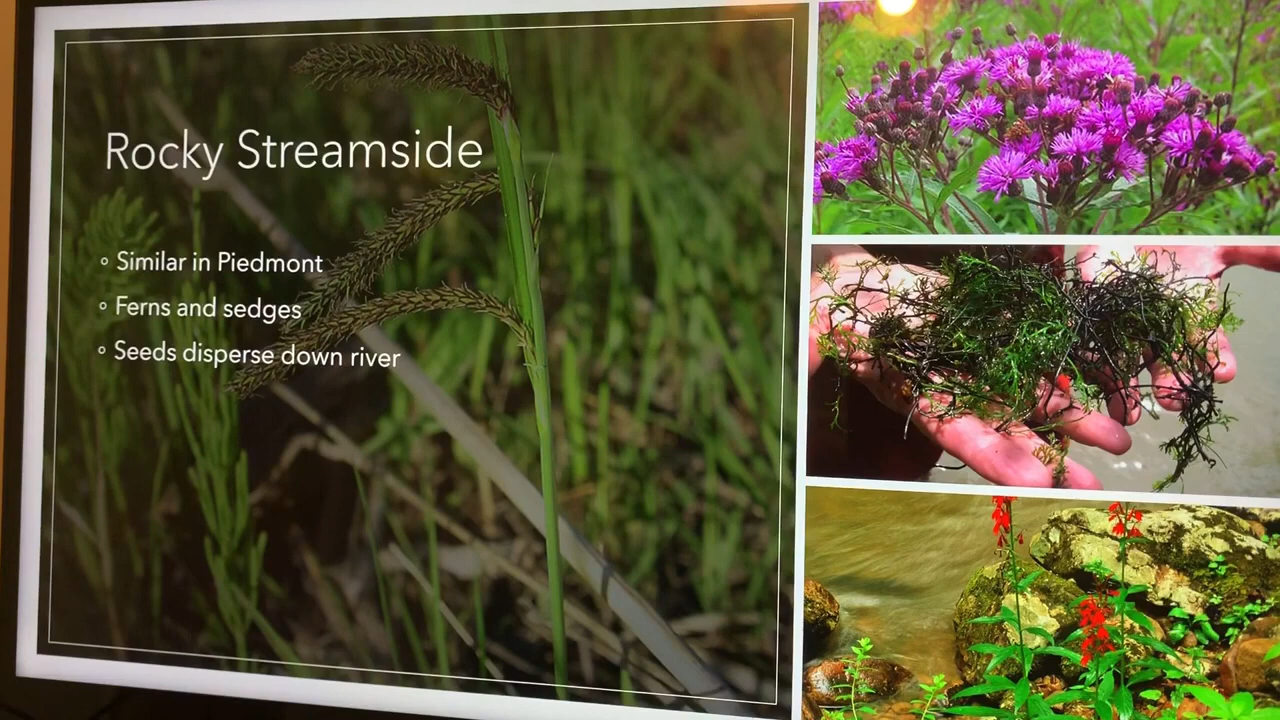 Rocky Streamside
◦ Similar in Piedmont
◦ Ferns and sedges
◦ Seeds disperse down river